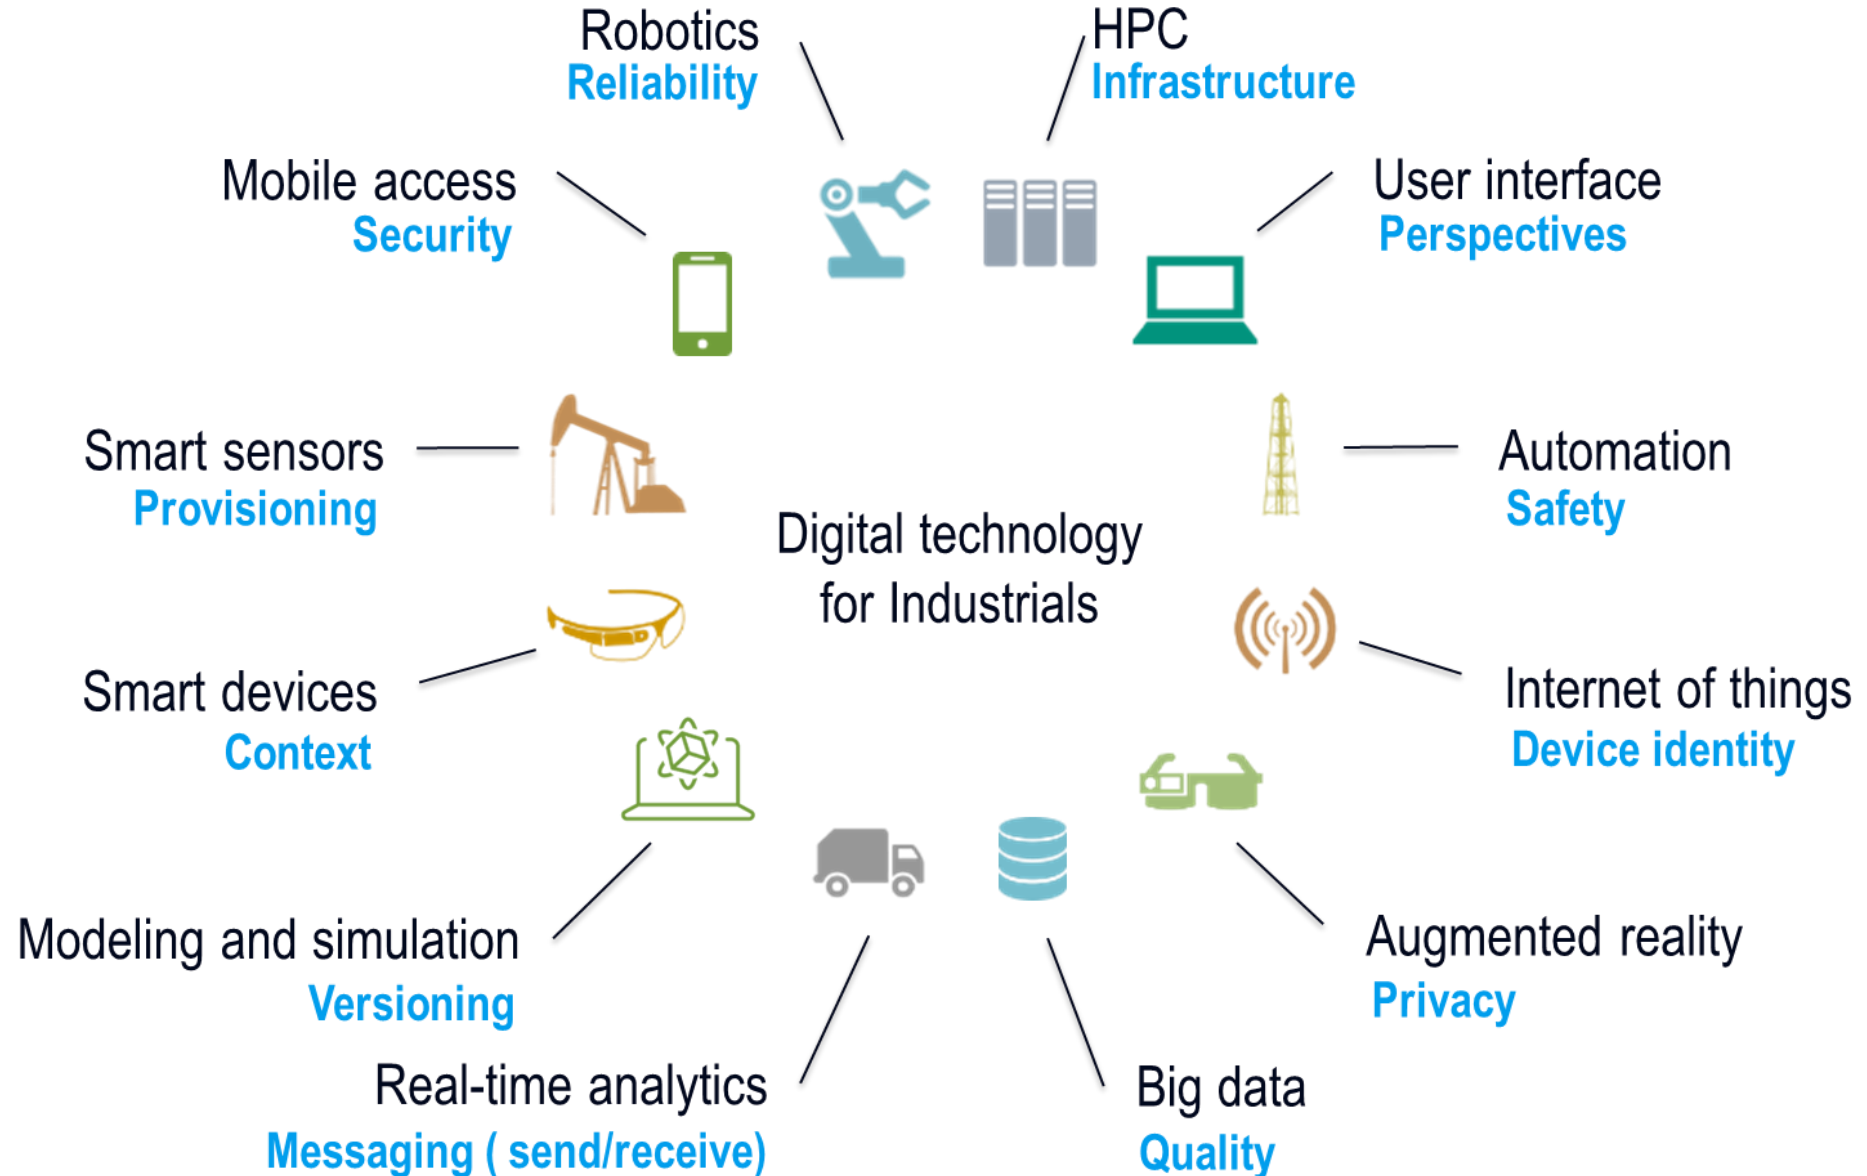 Robotics
Reliability
HPC
Infrastructure
Mobile access
Security
User interface
Perspectives
Smart sensors
Provisioning
Automation
Safety
Digital technology
for Industrials
Smart devices
Context
Internet of things
Device identity
Modeling and simulation
Versioning
Augmented reality
Privacy
Real-time analytics
Messaging ( send/receive)
Big data
Quality